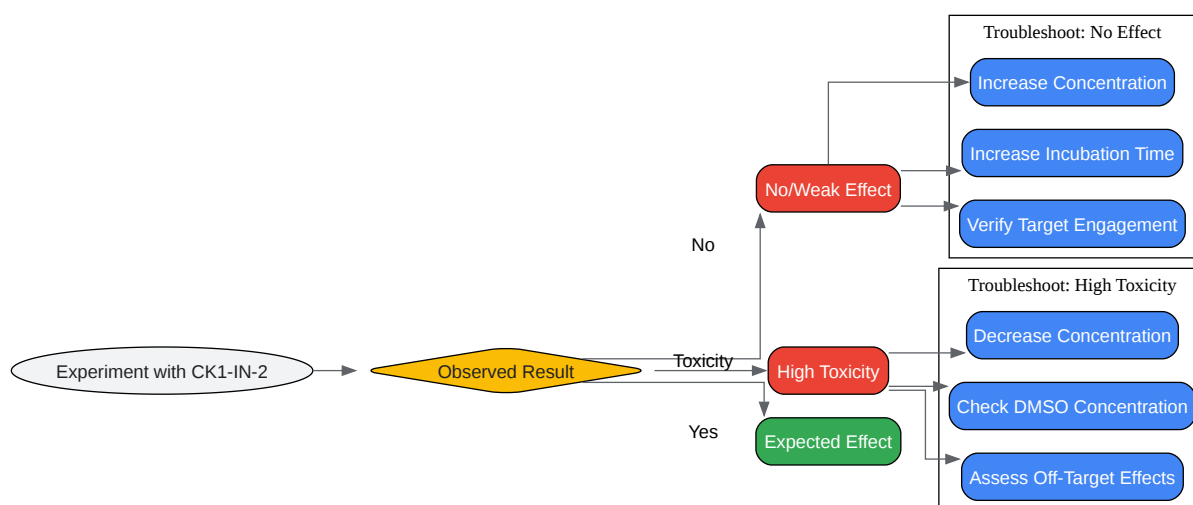 Troubleshoot: No Effect
Increase Concentration
Increase Incubation Time
No/Weak Effect
Verify Target Engagement
No
Troubleshoot: High Toxicity
Decrease Concentration
Experiment with CK1-IN-2
Observed Result
Toxicity
High Toxicity
Check DMSO Concentration
Yes
Expected Effect
Assess Off-Target Effects